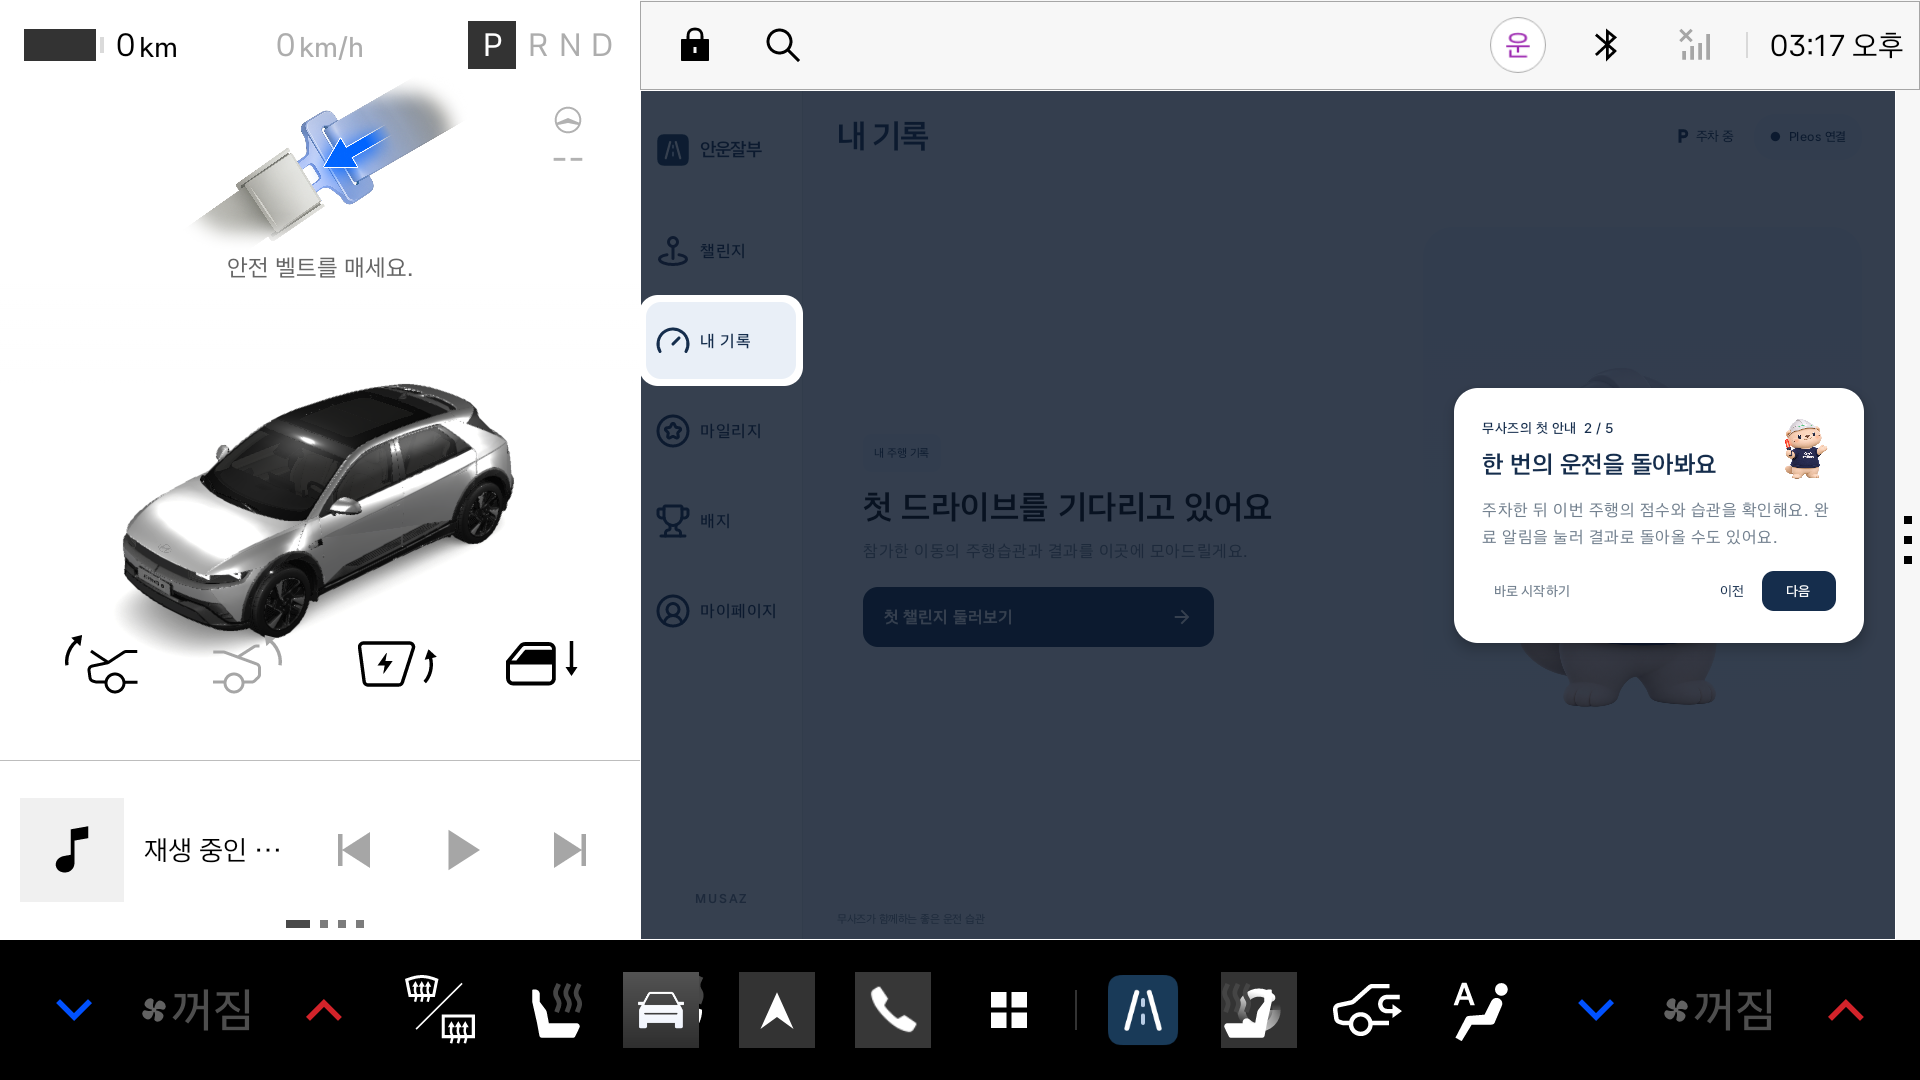 0 km
0 km/h
P R N D
안전 벨트를 매세요.
재생 중인 ···
운
03:17 오후
안운잘부
챌린지
내 기록
마일리지
배지
마이페이지
MUSAZ
내 기록
P 주차 중
Pleos 연결
내 주행 기록
첫 드라이브를 기다리고 있어요
참가한 이동의 주행습관과 결과를 이곳에 모아드릴게요.
첫 챌린지 둘러보기
무사즈가 함께하는 좋은 운전 습관
무사즈의 첫 안내 2 / 5
한 번의 운전을 돌아봐요
주차한 뒤 이번 주행의 점수와 습관을 확인해요. 완
료 알림을 눌러 결과로 돌아올 수도 있어요.
바로 시작하기
이전
다음
꺼짐
A
꺼짐